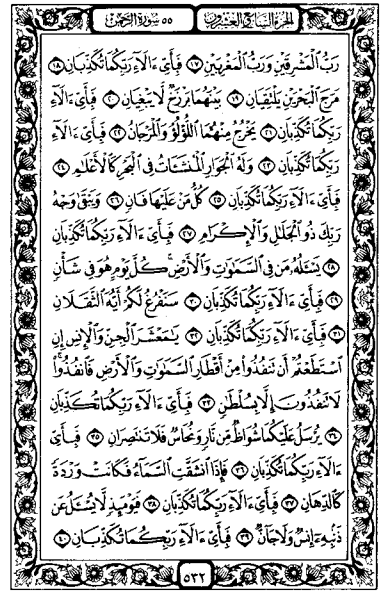 الجزء السابع والعشرون ٥٥ سورة الرحمن
رَبُّ ٱلْمَشْرِقَيْنِ وَرَبُّ ٱلْمَغْرِبَيْنِ ١٧ فَبِأَيِّ ءَالَآءِ رَبِّكُمَا تُكَذِّبَانِ ١٨
مَرَجَ ٱلْبَحْرَيْنِ يَلْتَقِيَانِ ١٩ بَيْنَهُمَا بَرْزَخٌ لَّا يَبْغِيَانِ ٢٠ فَبِأَيِّ ءَالَآءِ
رَبِّكُمَا تُكَذِّبَانِ ٢١ يَخْرُجُ مِنْهُمَا ٱللُّؤْلُؤُ وَٱلْمَرْجَانُ ٢٢ فَبِأَيِّ ءَالَآءِ
رَبِّكُمَا تُكَذِّبَانِ ٢٣ وَلَهُ ٱلْجَوَارِ ٱلْمُنشَـَٔاتُ فِى ٱلْبَحْرِ كَٱلْأَعْلَٰمِ ٢٤
فَبِأَيِّ ءَالَآءِ رَبِّكُمَا تُكَذِّبَانِ ٢٥ كُلُّ مَنْ عَلَيْهَا فَانٍ ٢٦ وَيَبْقَىٰ وَجْهُ
رَبِّكَ ذُو ٱلْجَلَٰلِ وَٱلْإِكْرَامِ ٢٧ فَبِأَيِّ ءَالَآءِ رَبِّكُمَا تُكَذِّبَانِ
٢٨ يَسْـَٔلُهُۥ مَن فِى ٱلسَّمَٰوَٰتِ وَٱلْأَرْضِ ۚ كُلَّ يَوْمٍ هُوَ فِى شَأْنٍ
٢٩ فَبِأَيِّ ءَالَآءِ رَبِّكُمَا تُكَذِّبَانِ ٣٠ سَنَفْرُغُ لَكُمْ أَيُّهَ ٱلثَّقَلَانِ
٣١ فَبِأَيِّ ءَالَآءِ رَبِّكُمَا تُكَذِّبَانِ ٣٢ يَٰمَعْشَرَ ٱلْجِنِّ وَٱلْإِنسِ إِنِ
ٱسْتَطَعْتُمْ أَن تَنفُذُوا۟ مِنْ أَقْطَارِ ٱلسَّمَٰوَٰتِ وَٱلْأَرْضِ فَٱنفُذُوا۟ ۚ
لَا تَنفُذُونَ إِلَّا بِسُلْطَٰنٍ ٣٣ فَبِأَيِّ ءَالَآءِ رَبِّكُمَا تُكَذِّبَانِ
٣٤ يُرْسَلُ عَلَيْكُمَا شُوَاظٌ مِّن نَّارٍ وَنُحَاسٌ فَلَا تَنتَصِرَانِ ٣٥ فَبِأَيِّ
ءَالَآءِ رَبِّكُمَا تُكَذِّبَانِ ٣٦ فَإِذَا ٱنشَقَّتِ ٱلسَّمَآءُ فَكَانَتْ وَرْدَةً
كَٱلدِّهَانِ ٣٧ فَبِأَيِّ ءَالَآءِ رَبِّكُمَا تُكَذِّبَانِ ٣٨ فَيَوْمَئِذٍ لَّا يُسْـَٔلُ عَن
ذَنۢبِهِۦٓ إِنسٌ وَلَا جَآنٌّ ٣٩ فَبِأَيِّ ءَالَآءِ رَبِّكُمَا تُكَذِّبَانِ ٤٠
٥٣٢